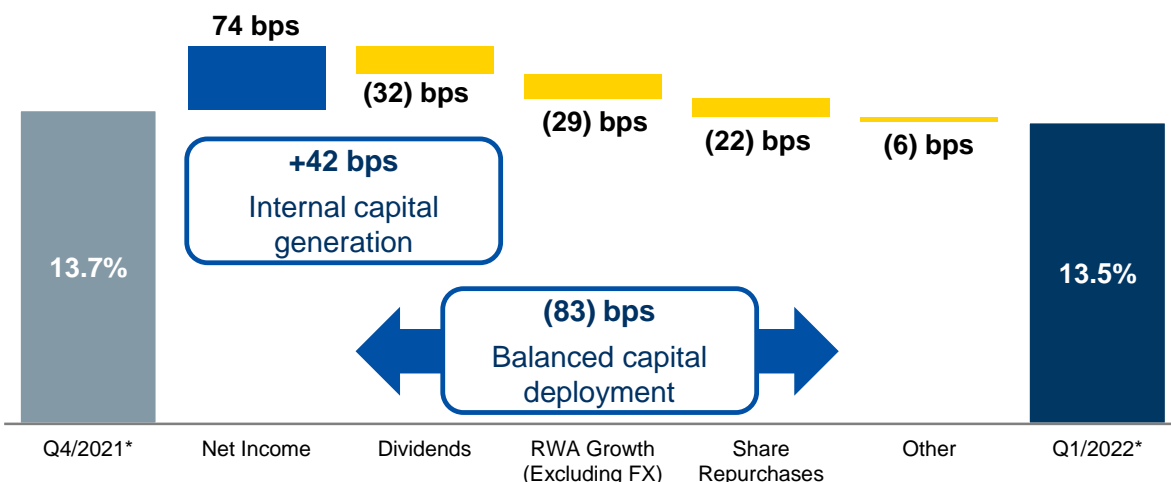 74 bps
(32) bps
(29) bps
(22) bps
(6) bps
+42 bps
Internal capital
generation
13.7%
13.5%
(83) bps
Balanced capital
deployment
Q4/2021*
Net Income
Dividends
RWA Growth
(Excluding FX)
Share
Repurchases
Other
Q1/2022*